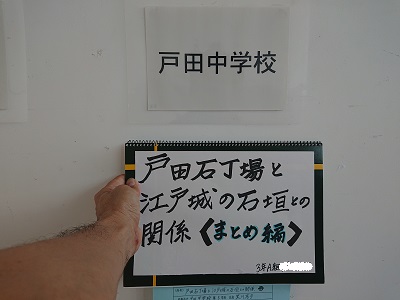 戸田中学校
戸田石丁場と
江戸城の石垣との
関係《まとめ編》
3年A組